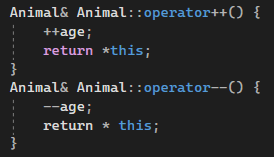 Animal& Animal::operator++() {
    ++age;
    return *this;
}
Animal& Animal::operator--() {
    --age;
    return * this;
}